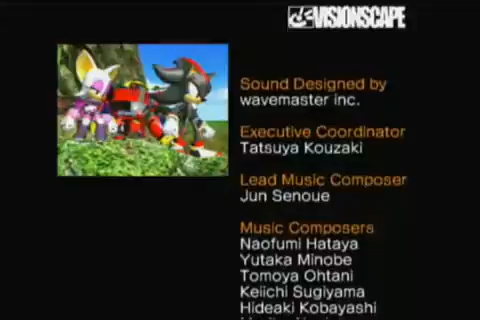 VISIONSCAPE
Sound Designed by
wavemaster inc.
Executive Coordinator
Tatsuya Kouzaki
Lead Music Composer
Jun Senoue
Music Composers
Naofumi Hataya
Yutaka Minobe
Tomoya Ohtani
Keiichi Sugiyama
Hideaki Kobayashi